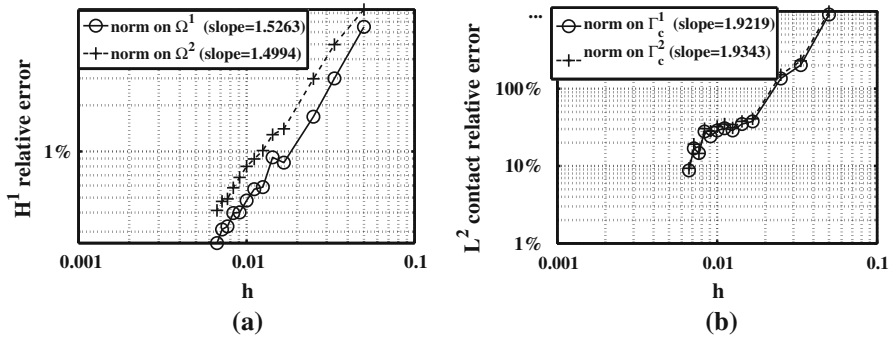 norm on Ω¹ (slope=1.5263)
norm on Ω² (slope=1.4994)
H¹ relative error
1%
0.001
0.01
0.1
h
(a)
...
norm on Γ_c¹ (slope=1.9219)
norm on Γ_c² (slope=1.9343)
L² contact relative error
100%
10%
1%
0.001
0.01
0.1
h
(b)